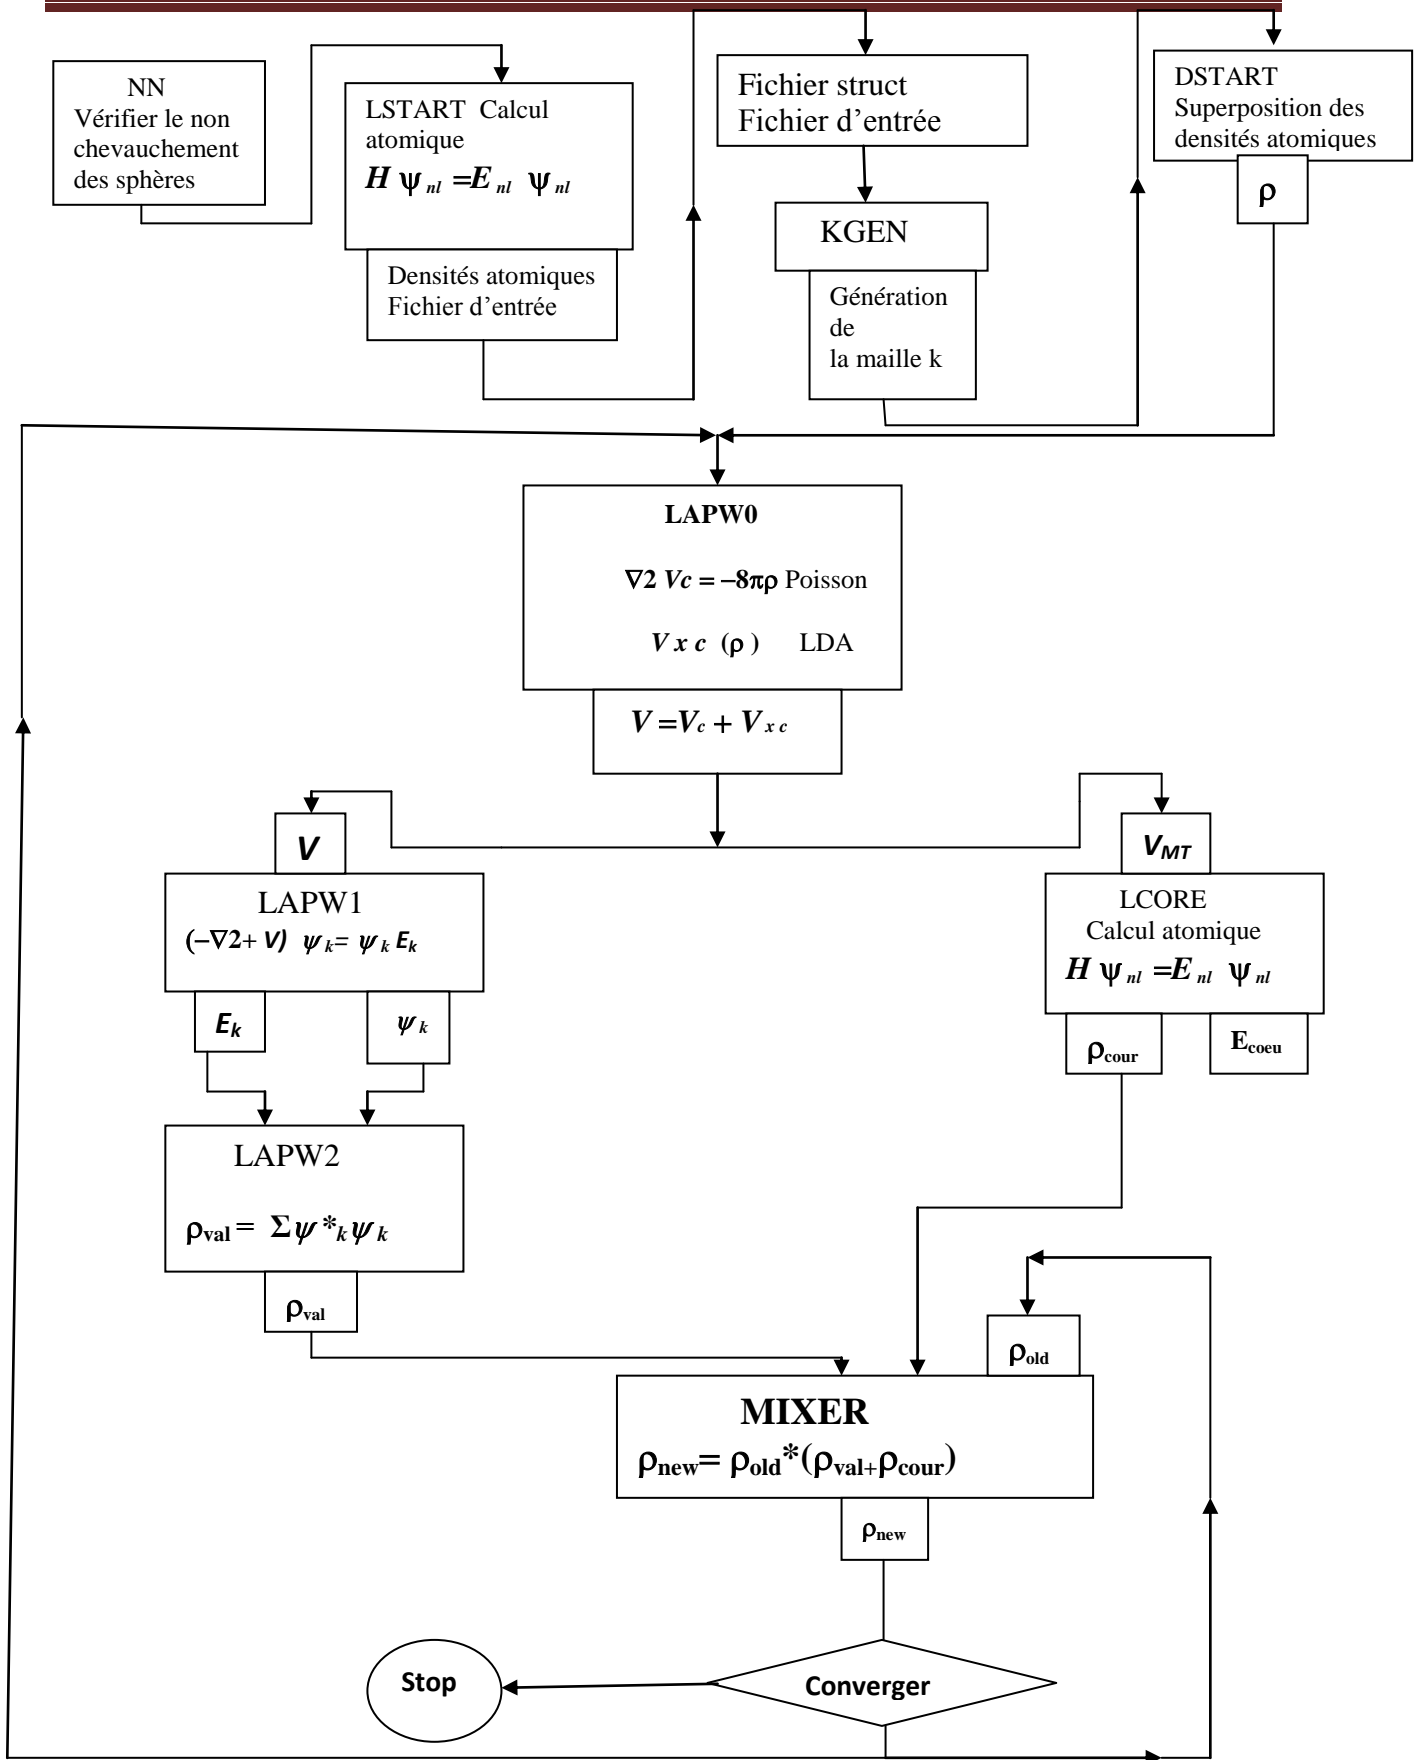 NN
Vérifier le non
chevauchement
des sphères
LSTART Calcul
atomique
H ψnl =E nl ψnl
Densités atomiques
Fichier d'entrée
Fichier struct
Fichier d'entrée
KGEN
Génération
de
la maille k
DSTART
Superposition des
densités atomiques
ρ
LAPW0
∇2 Vc = −8πρ Poisson
V x c (ρ ) LDA
V =Vc + V x c
V
LAPW1
(−∇2+ V) ψk= ψk Ek
Ek
ψk
LAPW2
ρval = Σψ*kψk
ρval
VMT
LCORE
Calcul atomique
H ψnl =E nl ψnl
ρcour
Ecoeu
ρold
MIXER
ρnew= ρold*(ρval+ρcour)
ρnew
Converger
Stop